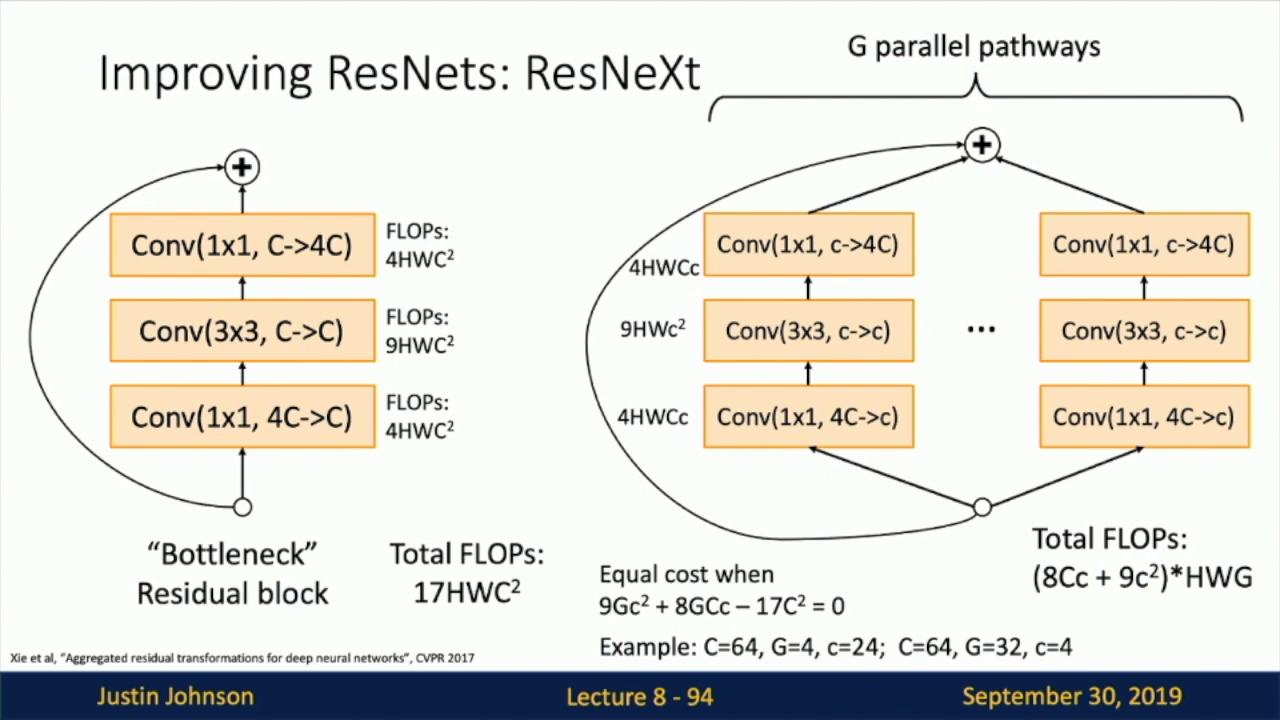 Improving ResNets: ResNeXt
G parallel pathways
Conv(1x1, C->4C)
FLOPs:
4HWC²
Conv(3x3, C->C)
FLOPs:
9HWC²
Conv(1x1, 4C->C)
FLOPs:
4HWC²
“Bottleneck”
Residual block
Total FLOPs:
17HWC²
4HWCc
Conv(1x1, c->4C)
Conv(1x1, c->4C)
9HWc²
Conv(3x3, c->c)
...
Conv(3x3, c->c)
4HWCc
Conv(1x1, 4C->c)
Conv(1x1, 4C->c)
Total FLOPs:
(8Cc + 9c²)*HWG
Equal cost when
9Gc² + 8GCc – 17C² = 0
Example: C=64, G=4, c=24; C=64, G=32, c=4
Xie et al, “Aggregated residual transformations for deep neural networks”, CVPR 2017
Justin Johnson
Lecture 8 - 94
September 30, 2019